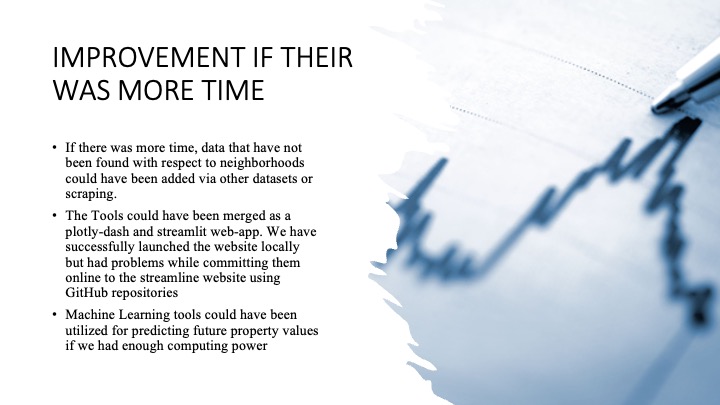 IMPROVEMENT IF THEIR
WAS MORE TIME
• If there was more time, data that have not
been found with respect to neighborhoods
could have been added via other datasets or
scraping.
• The Tools could have been merged as a
plotly-dash and streamlit web-app. We have
successfully launched the website locally
but had problems while committing them
online to the streamline website using
GitHub repositories
• Machine Learning tools could have been
utilized for predicting future property values
if we had enough computing power